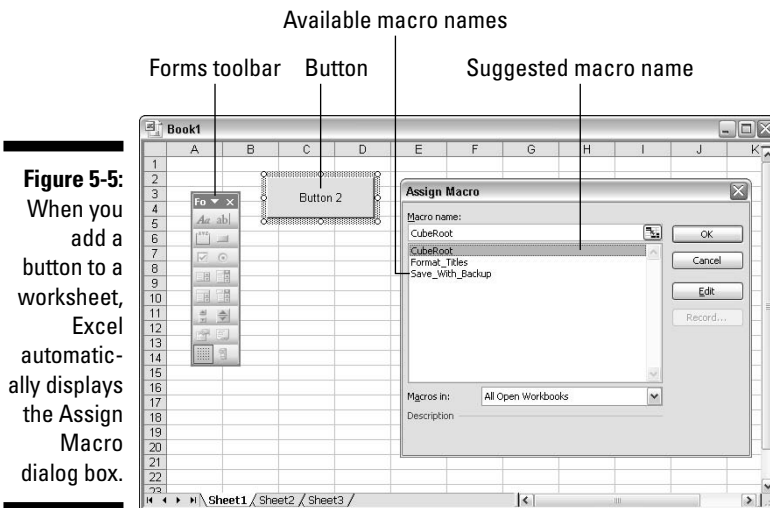 Available macro names
Forms toolbar Button Suggested macro name
Book1
A B C D E F G H I J K
1
2
3
4
5
6
7
8
9
10
11
12
13
14
15
16
17
18
19
20
21
22
23
Fo
Aa ab|
Button 2
Assign Macro
Macro name:
CubeRoot
CubeRoot
Format_Titles
Save_With_Backup
OK
Cancel
Edit
Record...
Macros in: All Open Workbooks
Description
Sheet1 / Sheet2 / Sheet3 /
Figure 5-5:
When you
add a
button to a
worksheet,
Excel
automatic-
ally displays
the Assign
Macro
dialog box.